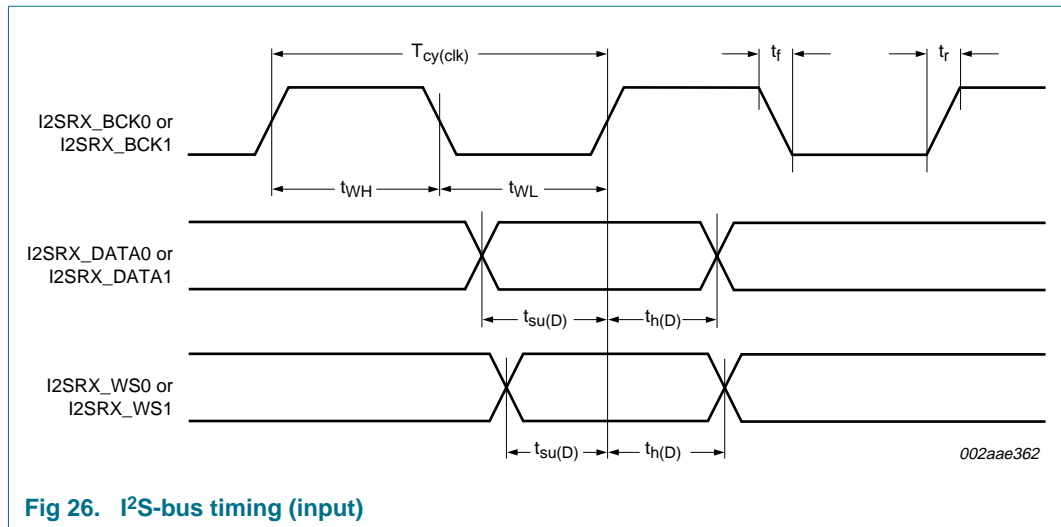 T_cy(clk)
t_f
t_r
I2SRX_BCK0 or
I2SRX_BCK1
t_WH
t_WL
I2SRX_DATA0 or
I2SRX_DATA1
t_su(D)
t_h(D)
I2SRX_WS0 or
I2SRX_WS1
t_su(D)
t_h(D)
002aae362
Fig 26. I²S-bus timing (input)